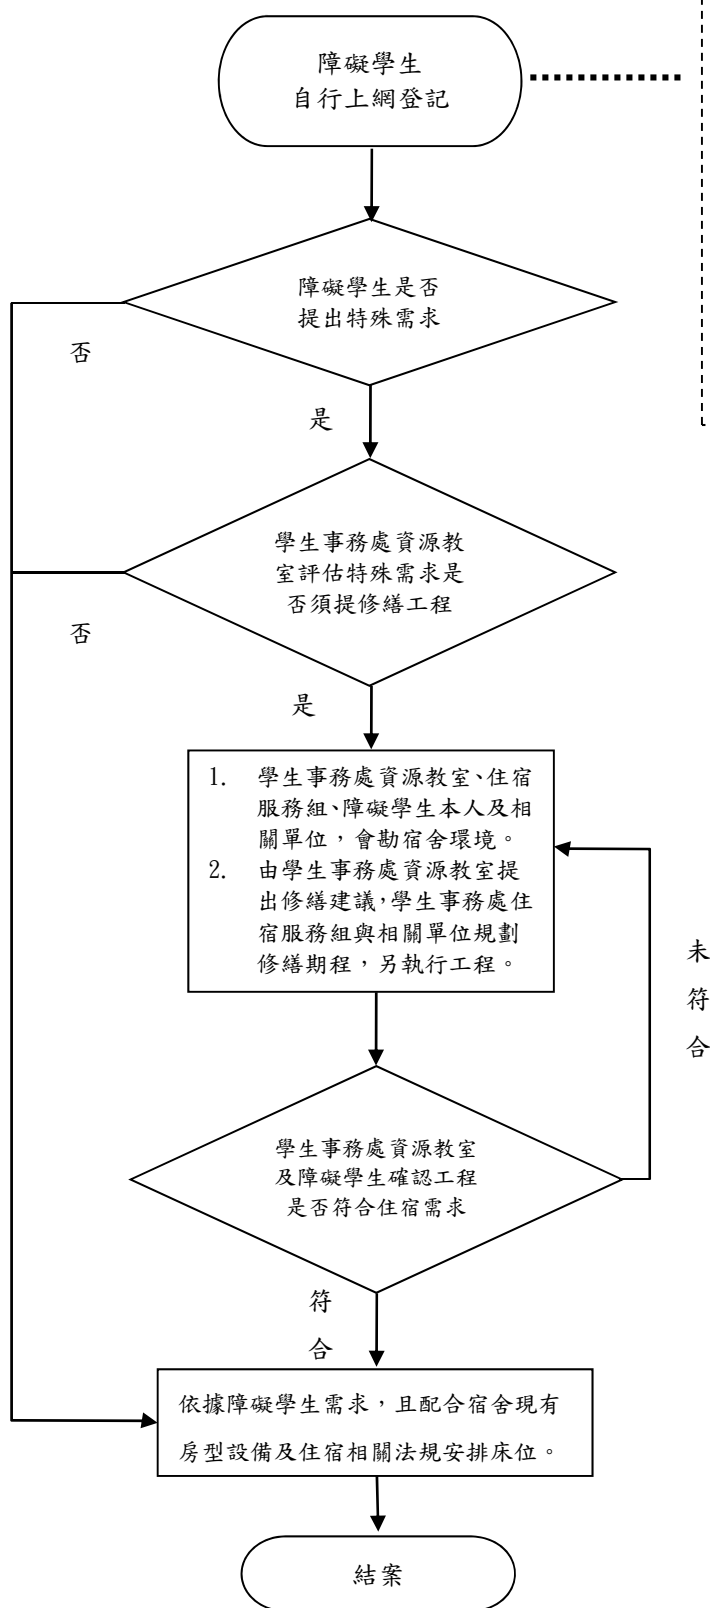 障礙學生
自行上網登記
障礙學生是否
提出特殊需求
否
是
學生事務處資源教
室評估特殊需求是
否須提修繕工程
否
是
1. 學生事務處資源教室、住宿
服務組、障礙學生本人及相
關單位，會勘宿舍環境。
2. 由學生事務處資源教室提
出修繕建議，學生事務處住
宿服務組與相關單位規劃
修繕期程，另執行工程。
未
符
合
學生事務處資源教室
及障礙學生確認工程
是否符合住宿需求
符
合
依據障礙學生需求，且配合宿舍現有
房型設備及住宿相關法規安排床位。
結案